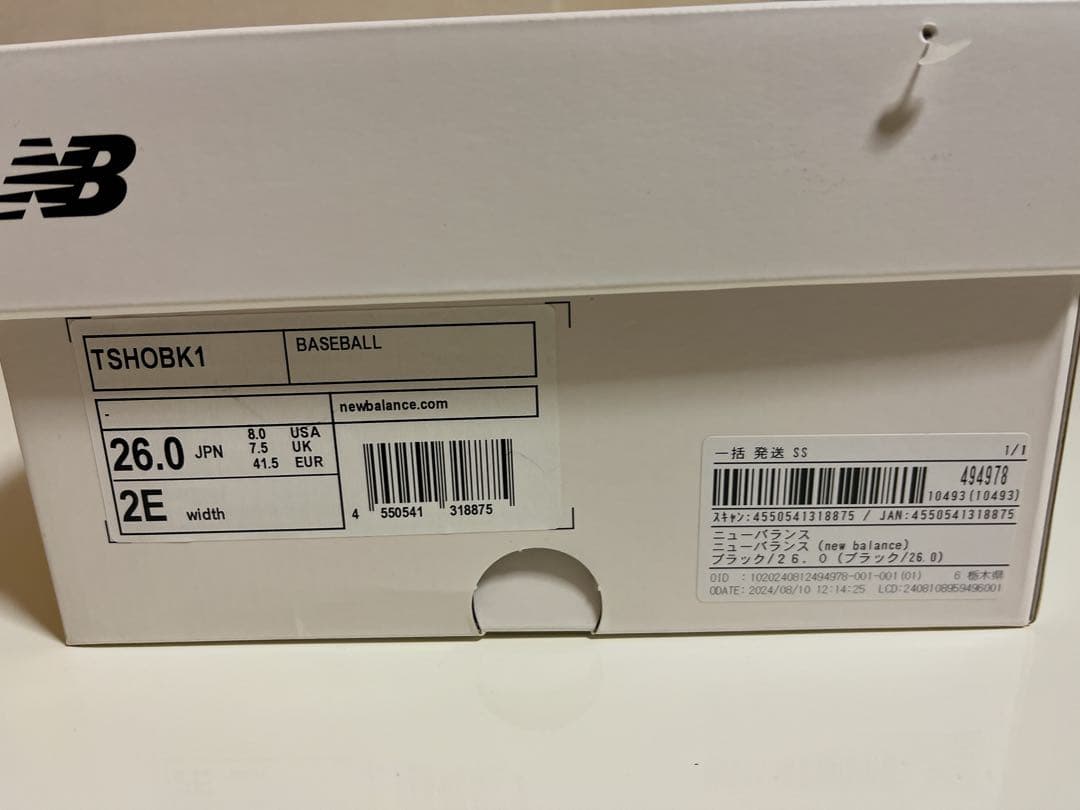 NB
TSHOBK1
BASEBALL
-
newbalance.com
26.0 JPN
8.0 USA
7.5 UK
41.5 EUR
2E width
4 550541 318875
一括 発送 SS 1/1
494978
10493(10493)
スキャン:4550541318875 / JAN:4550541318875
ニューバランス
ニューバランス (new balance)
ブラック/26.0 (ブラック/26.0)
OID :1020240812494978-001-001(01) 6 栃木県
ODATE:2024/08/10 12:14:25 LCD:2408108959496001